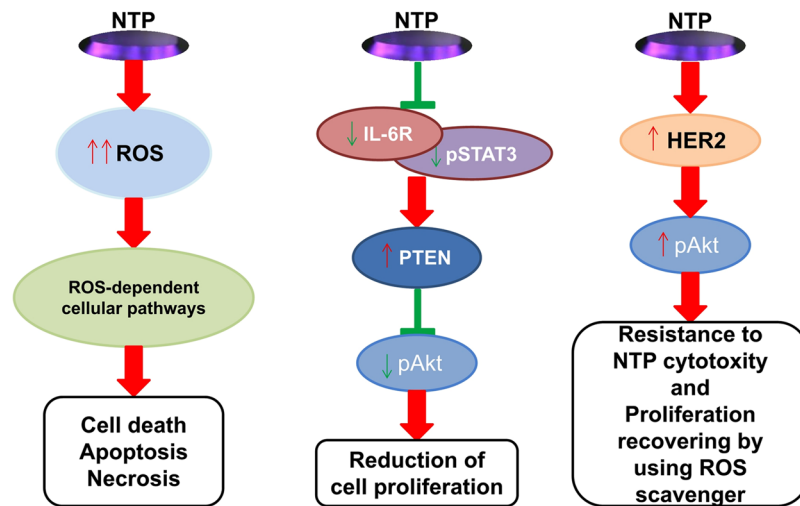 NTP
↑↑ ROS
ROS-dependent
cellular pathways
Cell death
Apoptosis
Necrosis
NTP
↓ IL-6R
↓ pSTAT3
↑ PTEN
↓ pAkt
Reduction of
cell proliferation
NTP
↑ HER2
↑ pAkt
Resistance to
NTP cytotoxity
and
Proliferation
recovering by
using ROS
scavenger